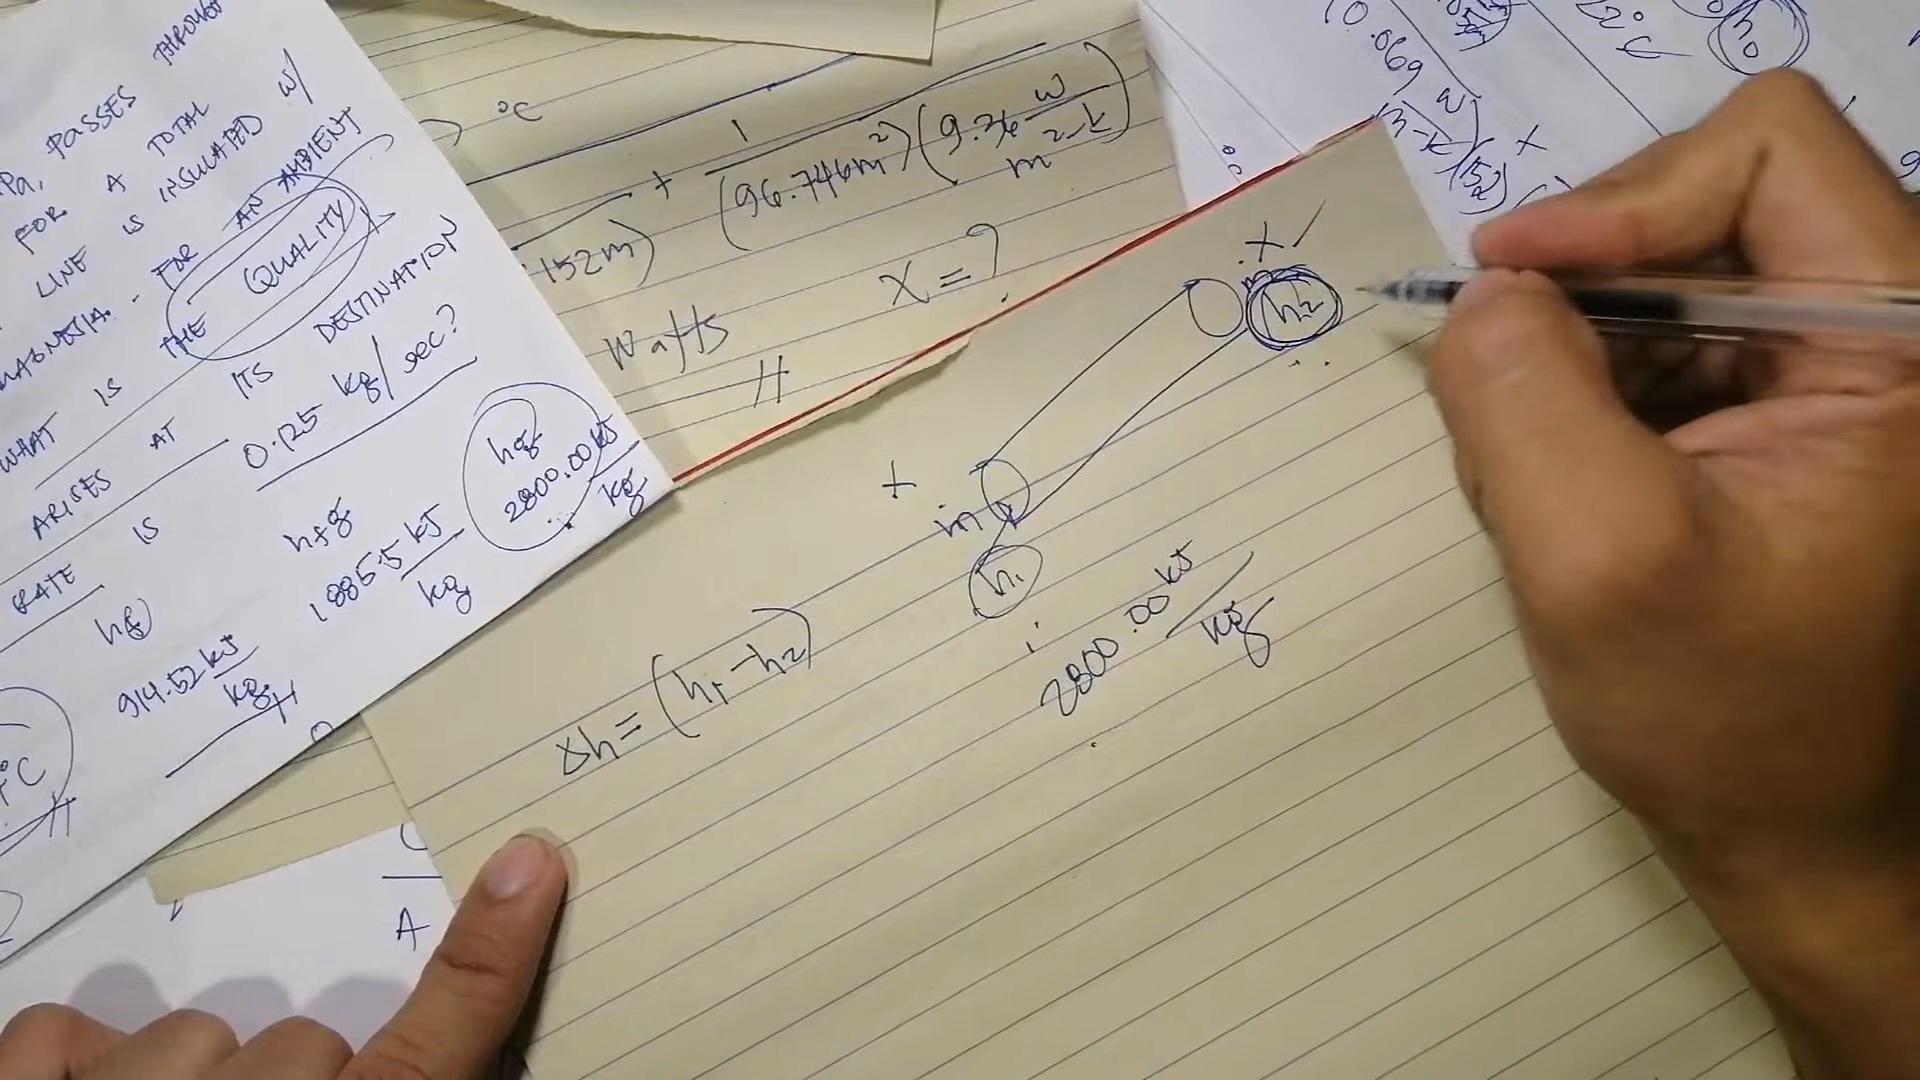 Pa, PASSES THROUGH
FOR A TOTAL
LINE IS INSULATED W/
MAGNESIA. FOR AN AMBIENT
WHAT IS THE QUALITY
ARISES AT ITS DESTINATION
RATE IS 0.125 kg/sec?
hf hfg hg
914.52 kJ/kg 1885.5 kJ/kg 2800.00 kJ/kg
°C
°C
+ 1
(96.746m²)(9.36 W/m²-K)
.152m)
Watts
X = ?
X
m
h2
X
m
h1
2800.00 kJ/kg
Δh = (h1 - h2)
A
0.069 W/m-K
h0